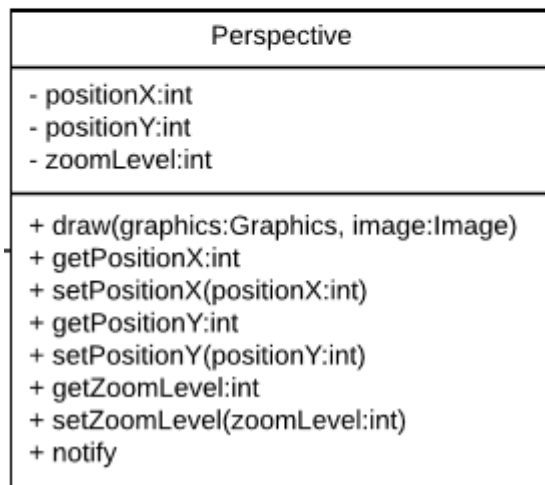 Perspective
- positionX:int
- positionY:int
- zoomLevel:int
+ draw(graphics:Graphics, image:Image)
+ getPositionX:int
+ setPositionX(positionX:int)
+ getPositionY:int
+ setPositionY(positionY:int)
+ getZoomLevel:int
+ setZoomLevel(zoomLevel:int)
+ notify